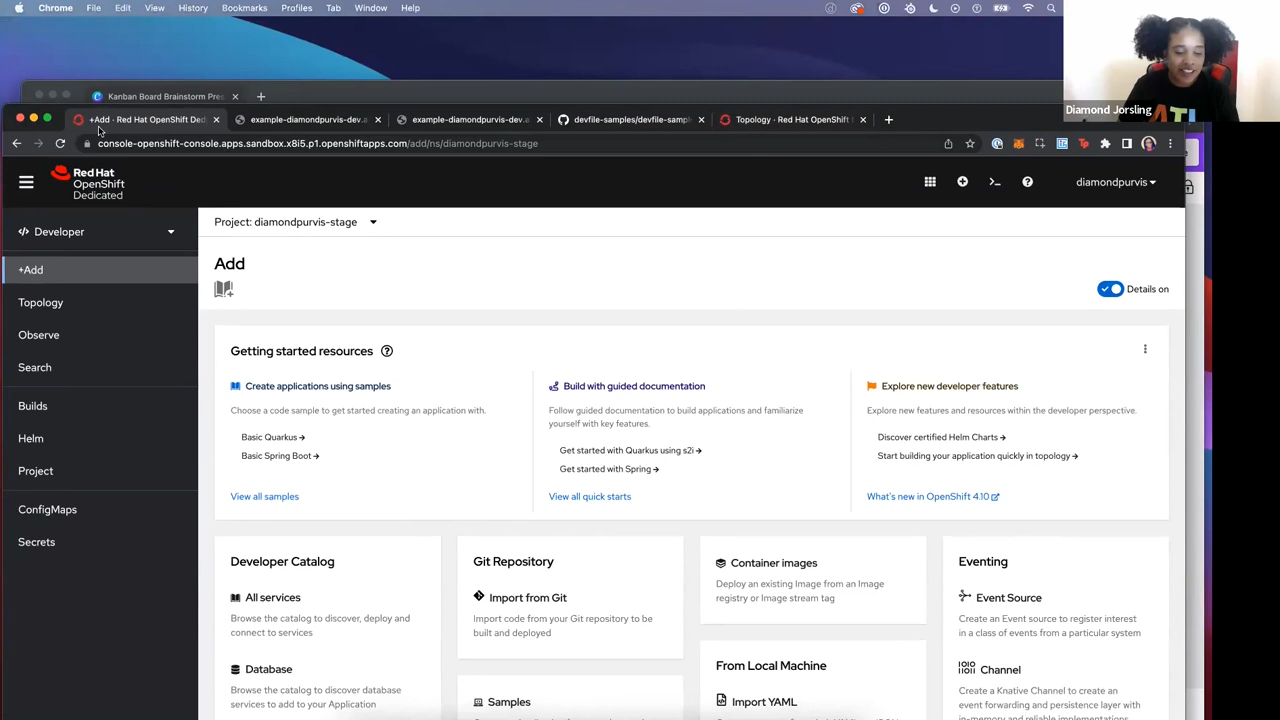 Chrome File Edit View History Bookmarks Profiles Tab Window Help
Kanban Board Brainstorm Pres
Diamond Jorsling
+Add · Red Hat OpenShift Ded
example-diamondpurvis-dev.a
example-diamondpurvis-dev.a
devfile-samples/devfile-sampl
Topology · Red Hat OpenShift
console-openshift-console.apps.sandbox.x8i5.p1.openshiftapps.com/add/ns/diamondpurvis-stage
Red Hat
OpenShift
Dedicated
diamondpurvis
Developer
+Add
Topology
Observe
Search
Builds
Helm
Project
ConfigMaps
Secrets
Project: diamondpurvis-stage
Add
Details on
Getting started resources
Create applications using samples
Choose a code sample to get started creating an application with.
Basic Quarkus
Basic Spring Boot
View all samples
Build with guided documentation
Follow guided documentation to build applications and familiarize
yourself with key features.
Get started with Quarkus using s2i
Get started with Spring
View all quick starts
Explore new developer features
Explore new features and resources within the developer perspective.
Discover certified Helm Charts
Start building your application quickly in topology
What's new in OpenShift 4.10
Developer Catalog
All services
Browse the catalog to discover, deploy and
connect to services
Database
Browse the catalog to discover database
services to add to your Application
Git Repository
Import from Git
Import code from your Git repository to be
built and deployed
Samples
Container images
Deploy an existing Image from an Image
registry or Image stream tag
From Local Machine
Import YAML
Eventing
Event Source
Create an Event source to register interest
in a class of events from a particular system
Channel
Create a Knative Channel to create an
event forwarding and persistence layer with